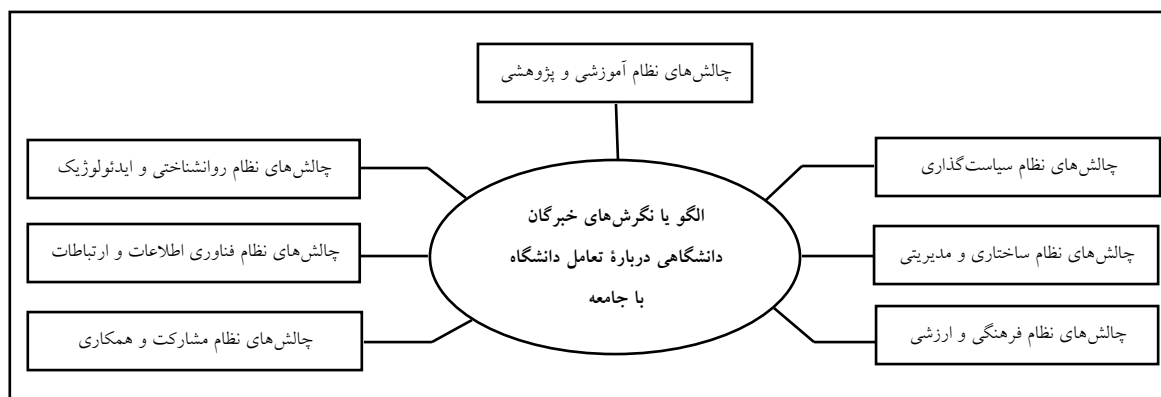 چالش‌های نظام آموزشی و پژوهشی
چالش‌های نظام سیاست‌گذاری
چالش‌های نظام روانشناختی و ایدئولوژیک
الگو یا نگرش‌های خبرگان
دانشگاهی دربارهٔ تعامل دانشگاه
با جامعه
چالش‌های نظام ساختاری و مدیریتی
چالش‌های نظام فناوری اطلاعات و ارتباطات
چالش‌های نظام فرهنگی و ارزشی
چالش‌های نظام مشارکت و همکاری